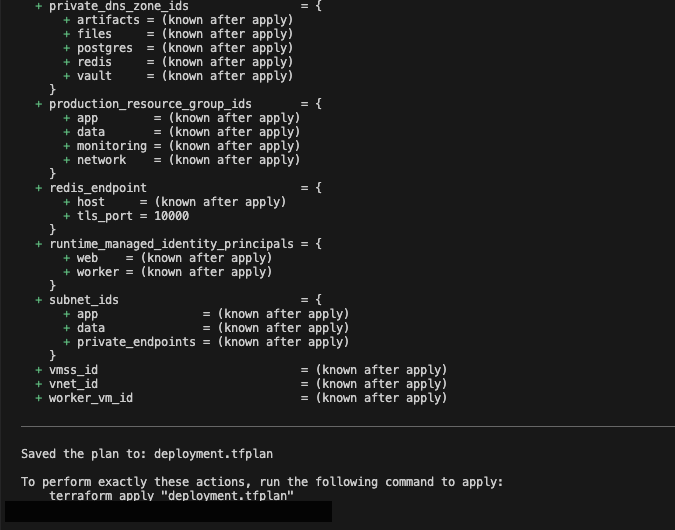 + private_dns_zone_ids                = {
    + artifacts = (known after apply)
    + files     = (known after apply)
    + postgres  = (known after apply)
    + redis     = (known after apply)
    + vault     = (known after apply)
  }
+ production_resource_group_ids       = {
    + app        = (known after apply)
    + data       = (known after apply)
    + monitoring = (known after apply)
    + network    = (known after apply)
  }
+ redis_endpoint                      = {
    + host     = (known after apply)
    + tls_port = 10000
  }
+ runtime_managed_identity_principals = {
    + web    = (known after apply)
    + worker = (known after apply)
  }
+ subnet_ids                          = {
    + app               = (known after apply)
    + data              = (known after apply)
    + private_endpoints = (known after apply)
  }
+ vmss_id                             = (known after apply)
+ vnet_id                             = (known after apply)
+ worker_vm_id                        = (known after apply)
Saved the plan to: deployment.tfplan
To perform exactly these actions, run the following command to apply:
    terraform apply "deployment.tfplan"